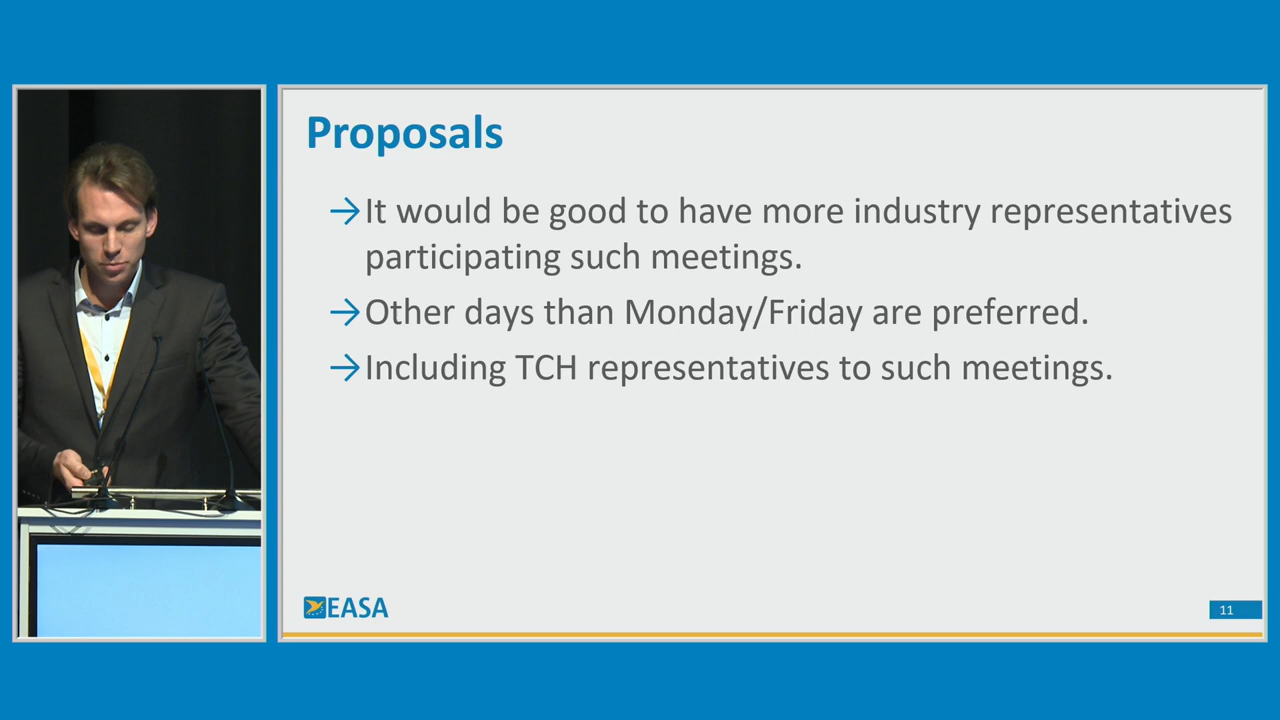 Proposals
→It would be good to have more industry representatives
participating such meetings.
→Other days than Monday/Friday are preferred.
→Including TCH representatives to such meetings.
EASA
11